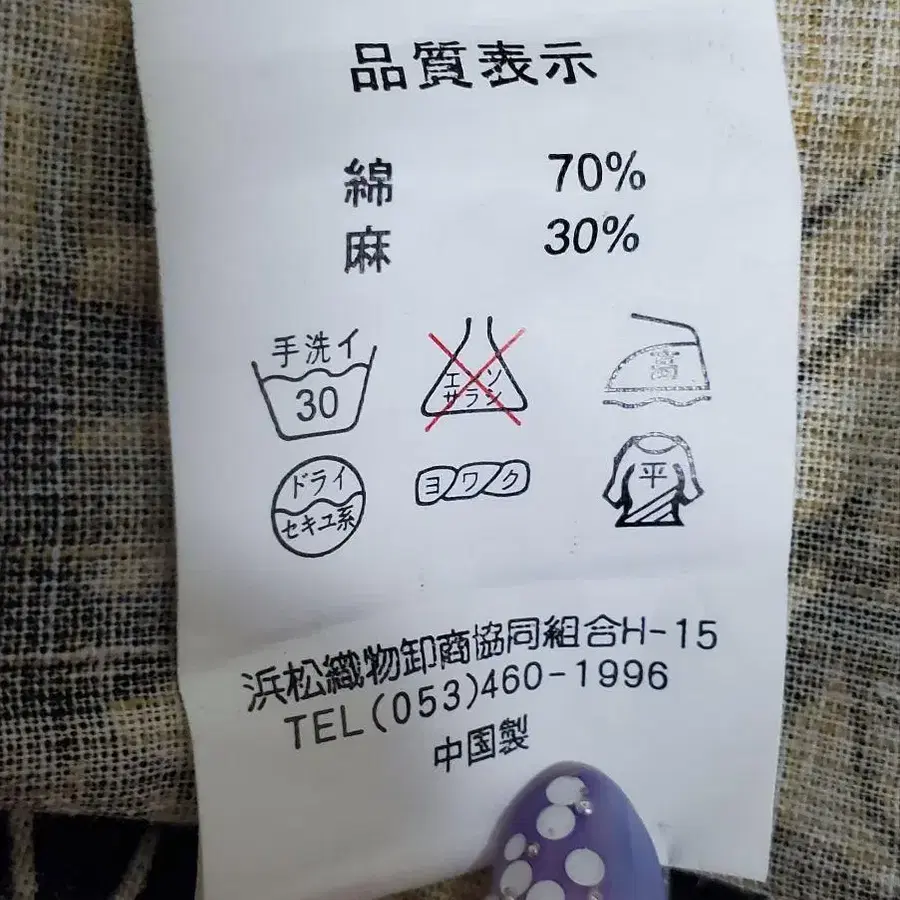 品質表示
綿 70%
麻 30%
手洗イ
30
エンソ
サラシ
高
ドライ
セキユ系
ヨワク
平
浜松織物卸商協同組合H-15
TEL(053)460-1996
中国製